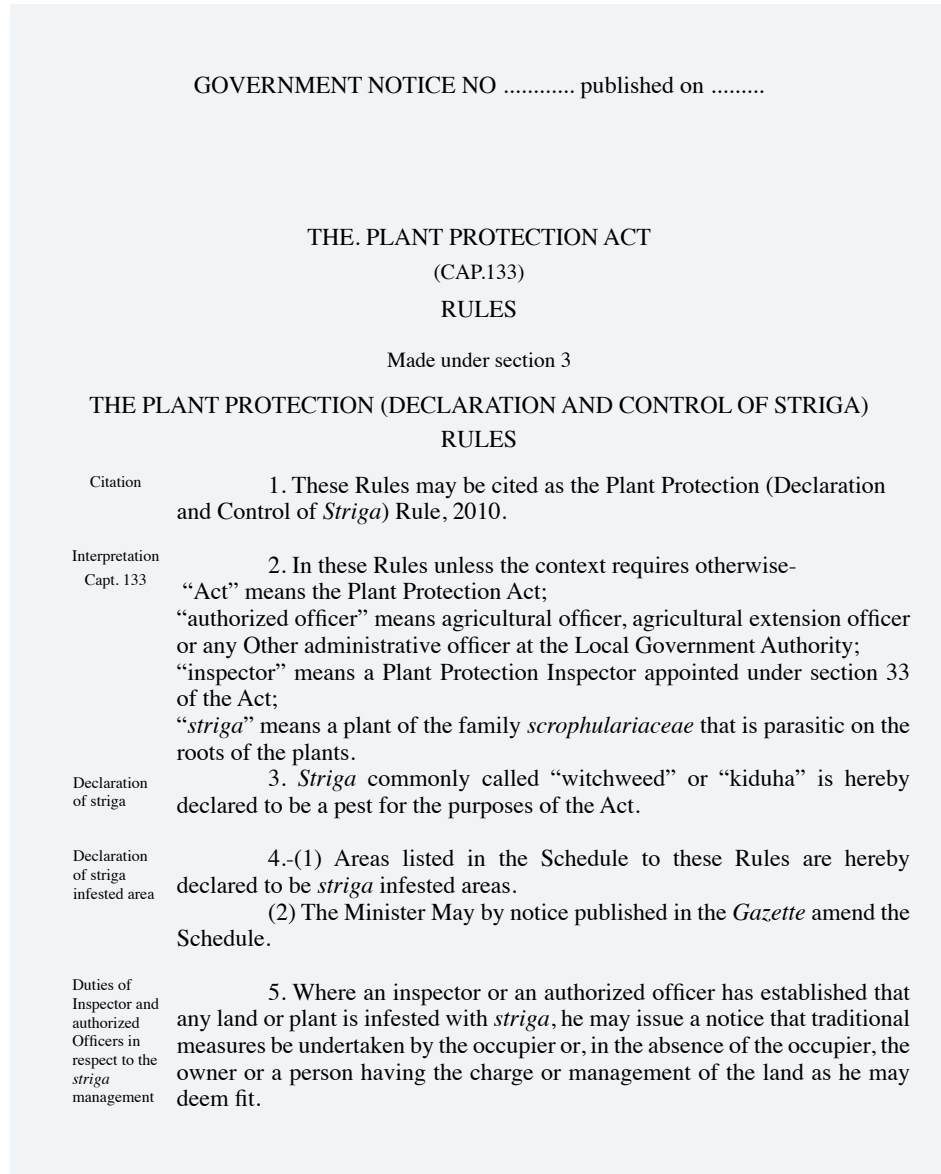 GOVERNMENT NOTICE NO ............ published on .........
THE. PLANT PROTECTION ACT
(CAP.133)
RULES
Made under section 3
THE PLANT PROTECTION (DECLARATION AND CONTROL OF STRIGA)
RULES
Citation
1. These Rules may be cited as the Plant Protection (Declaration
and Control of Striga) Rule, 2010.
Interpretation
Capt. 133
2. In these Rules unless the context requires otherwise-
“Act” means the Plant Protection Act;
“authorized officer” means agricultural officer, agricultural extension officer
or any Other administrative officer at the Local Government Authority;
“inspector” means a Plant Protection Inspector appointed under section 33
of the Act;
“striga” means a plant of the family scrophulariaceae that is parasitic on the
roots of the plants.
Declaration
of striga
3. Striga commonly called “witchweed” or “kiduha” is hereby
declared to be a pest for the purposes of the Act.
Declaration
of striga
infested area
4.-(1) Areas listed in the Schedule to these Rules are hereby
declared to be striga infested areas.
(2) The Minister May by notice published in the Gazette amend the
Schedule.
Duties of
Inspector and
authorized
Officers in
respect to the
striga
management
5. Where an inspector or an authorized officer has established that
any land or plant is infested with striga, he may issue a notice that traditional
measures be undertaken by the occupier or, in the absence of the occupier, the
owner or a person having the charge or management of the land as he may
deem fit.